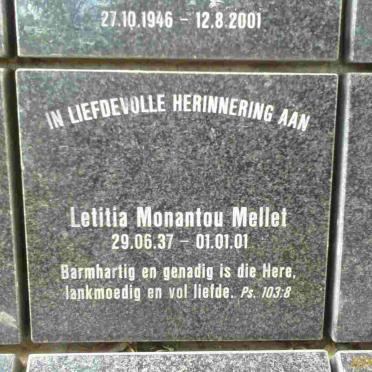 27.10.1946 – 12.8.2001
IN LIEFDEVOLLE HERINNERING AAN
Letitia Monantou Mellet
29.06.37 – 01.01.01
Barmhartig en genadig is die Here,
lankmoedig en vol liefde. Ps. 103:8